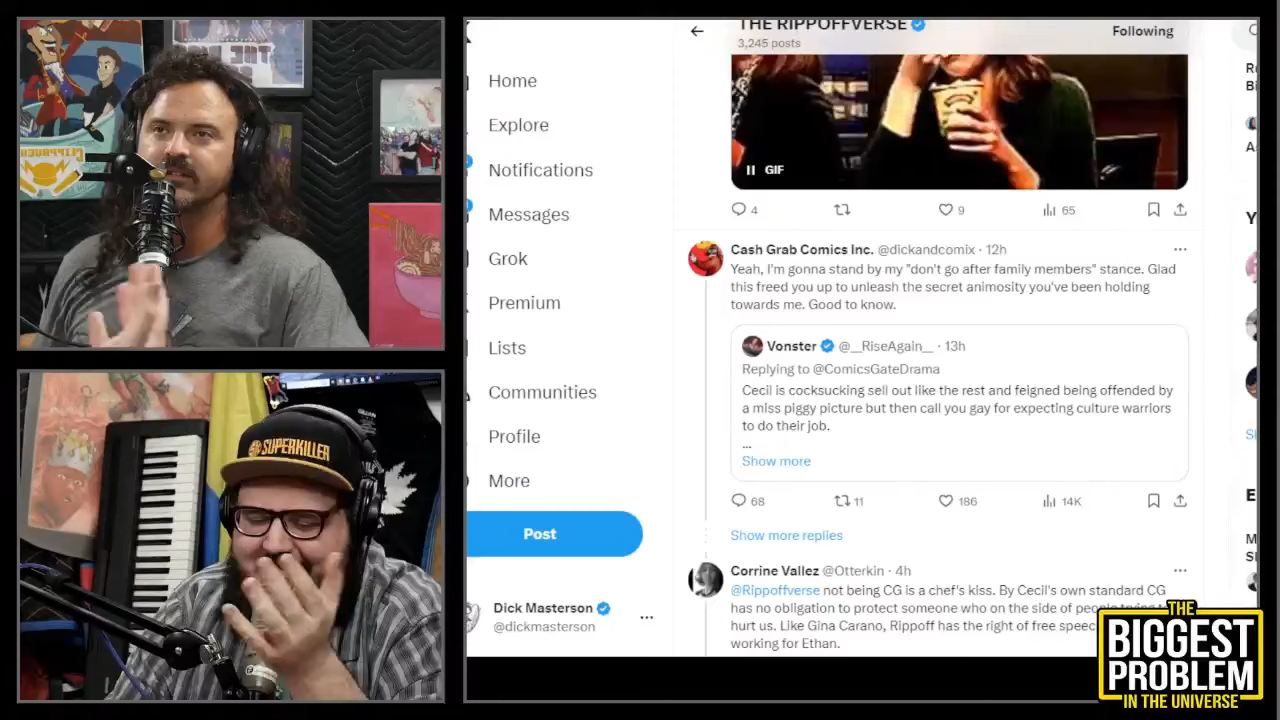 THE RIPPOFFVERSE
3,245 posts
Following
GIF
4
9
65
Home
Explore
Notifications
Messages
Grok
Premium
Lists
Communities
Profile
More
Post
Dick Masterson
@dickmasterson
Cash Grab Comics Inc. @dickandcomix · 12h
Yeah, I'm gonna stand by my "don't go after family members" stance. Glad
this freed you up to unleash the secret animosity you've been holding
towards me. Good to know.
Vonster @__RiseAgain__ · 13h
Replying to @ComicsGateDrama
Cecil is cocksucking sell out like the rest and feigned being offended by
a miss piggy picture but then call you gay for expecting culture warriors
to do their job.
...
Show more
68
11
186
14K
Show more replies
Corrine Vallez @Otterkin · 4h
@Rippoffverse not being CG is a chef's kiss. By Cecil's own standard CG
has no obligation to protect someone who on the side of people trying to
hurt us. Like Gina Carano, Rippoff has the right of free speec
working for Ethan.
SUPERKILLER
THE
BIGGEST
PROBLEM
IN THE UNIVERSE